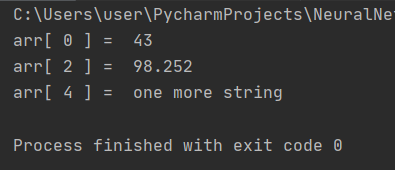 C:\Users\user\PycharmProjects\NeuralNe
arr[ 0 ] =  43
arr[ 2 ] =  98.252
arr[ 4 ] =  one more string
Process finished with exit code 0